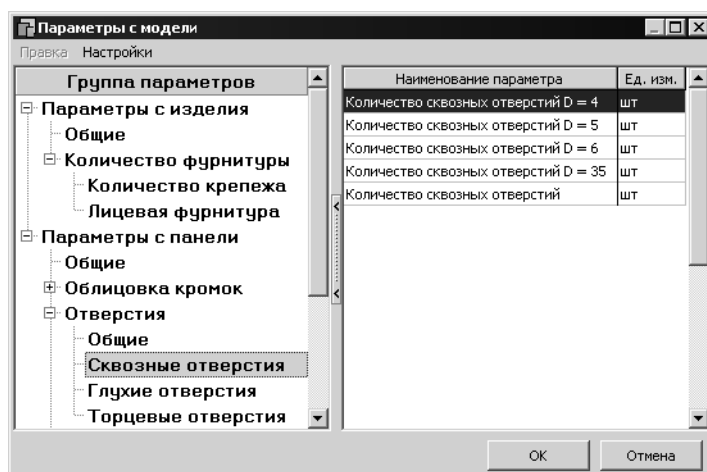 Параметры с модели
Правка Настройки
Группа параметров
Параметры с изделия
Общие
Количество фурнитуры
Количество крепежа
Лицевая фурнитура
Параметры с панели
Общие
Облицовка кромок
Отверстия
Общие
Сквозные отверстия
Глухие отверстия
Торцевые отверстия
Наименование параметра Ед. изм.
Количество сквозных отверстий D = 4 шт
Количество сквозных отверстий D = 5 шт
Количество сквозных отверстий D = 6 шт
Количество сквозных отверстий D = 35 шт
Количество сквозных отверстий шт
ОК Отмена